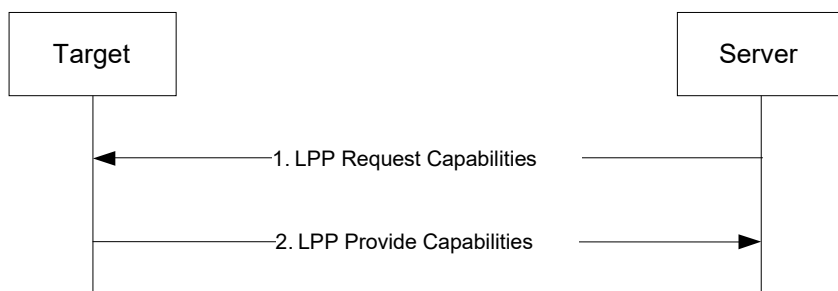 Target
Server
1. LPP Request Capabilities
2. LPP Provide Capabilities